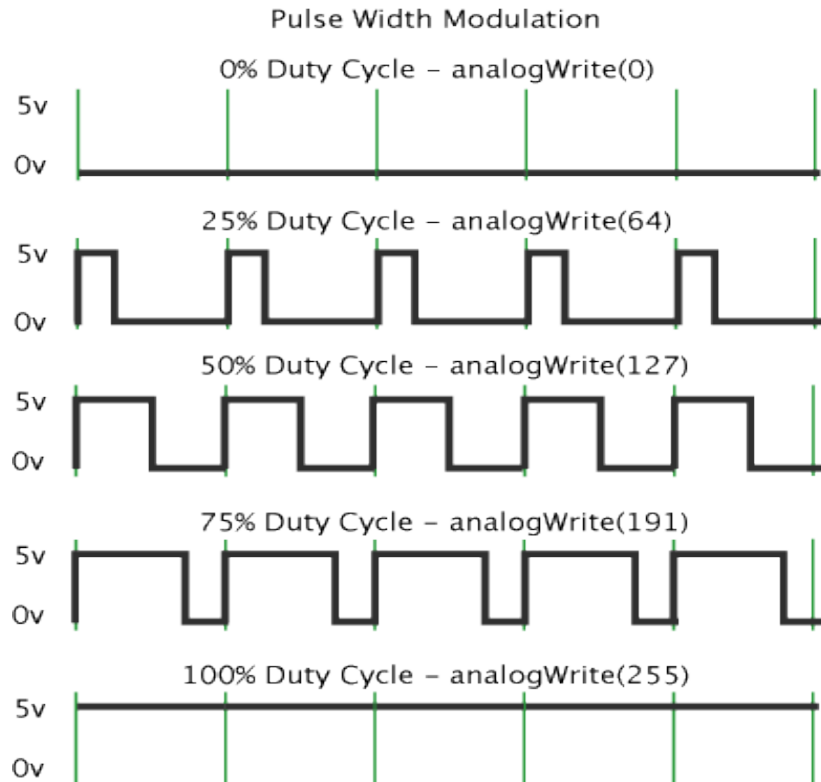 Pulse Width Modulation
0% Duty Cycle – analogWrite(0)
5v
0v
25% Duty Cycle – analogWrite(64)
5v
0v
50% Duty Cycle – analogWrite(127)
5v
0v
75% Duty Cycle – analogWrite(191)
5v
0v
100% Duty Cycle – analogWrite(255)
5v
0v